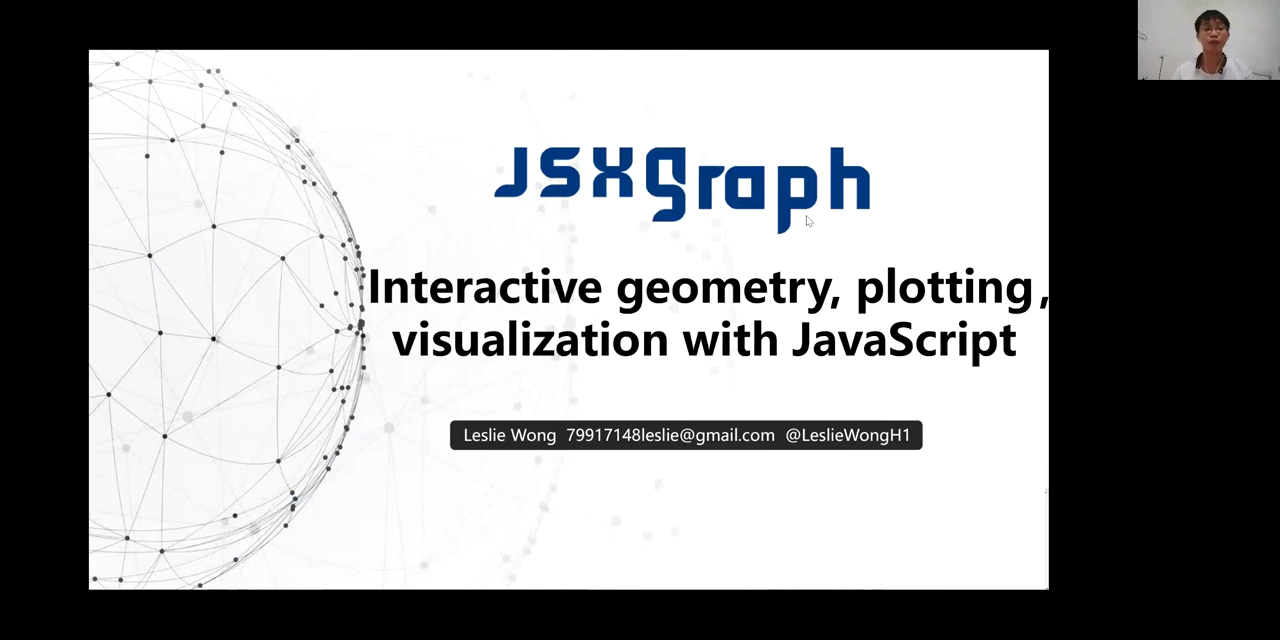 JSXgraph
Interactive geometry, plotting,
visualization with JavaScript
Leslie Wong 79917148leslie@gmail.com @LeslieWongH1